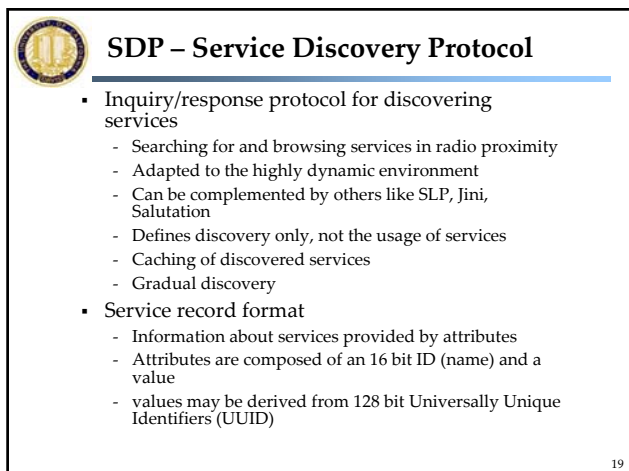 SDP – Service Discovery Protocol
▪ Inquiry/response protocol for discovering
services
- Searching for and browsing services in radio proximity
- Adapted to the highly dynamic environment
- Can be complemented by others like SLP, Jini,
Salutation
- Defines discovery only, not the usage of services
- Caching of discovered services
- Gradual discovery
▪ Service record format
- Information about services provided by attributes
- Attributes are composed of an 16 bit ID (name) and a
value
- values may be derived from 128 bit Universally Unique
Identifiers (UUID)
19